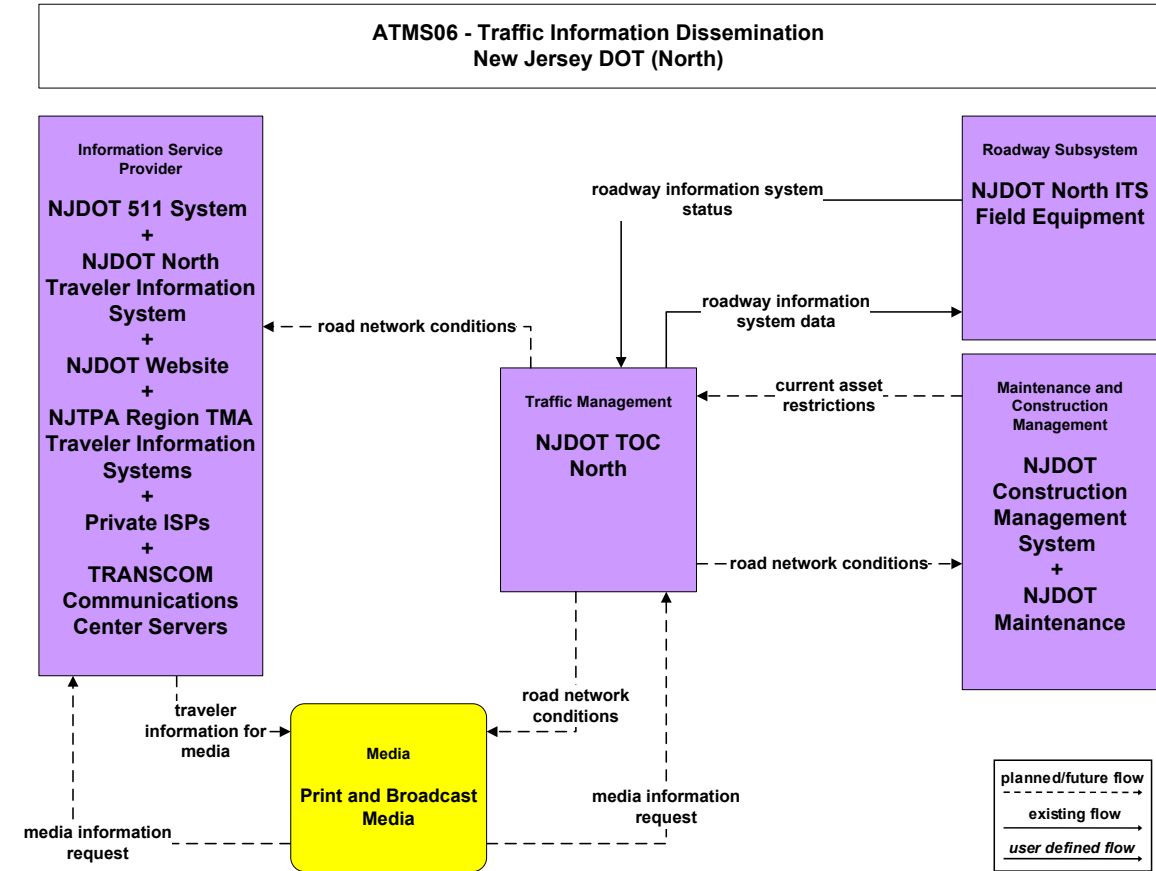 ATMS06 - Traffic Information Dissemination
New Jersey DOT (North)
Information Service
Provider
NJDOT 511 System
+
NJDOT North
Traveler Information
System
+
NJDOT Website
+
NJTPA Region TMA
Traveler Information
Systems
+
Private ISPs
+
TRANSCOM
Communications
Center Servers
roadway information system
status
Roadway Subsystem
NJDOT North ITS
Field Equipment
road network conditions
roadway information
system data
Traffic Management
NJDOT TOC
North
current asset
restrictions
Maintenance and
Construction
Management
NJDOT
Construction
Management
System
+
NJDOT
Maintenance
road network conditions
traveler
information for
media
road network
conditions
Media
Print and Broadcast
Media
media information
request
media information
request
planned/future flow
existing flow
user defined flow